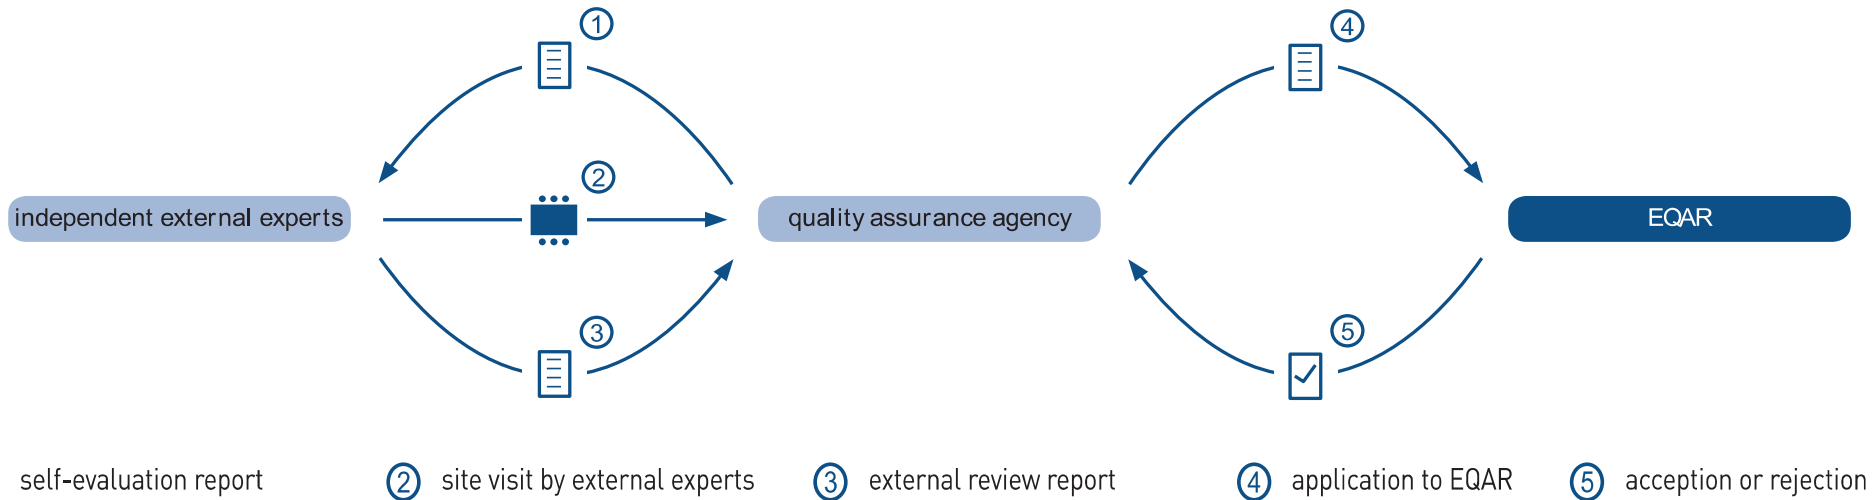 1
4
2
independent external experts
quality assurance agency
EQAR
3
5
self-evaluation report
2 site visit by external experts
3 external review report
4 application to EQAR
5 acception or rejection